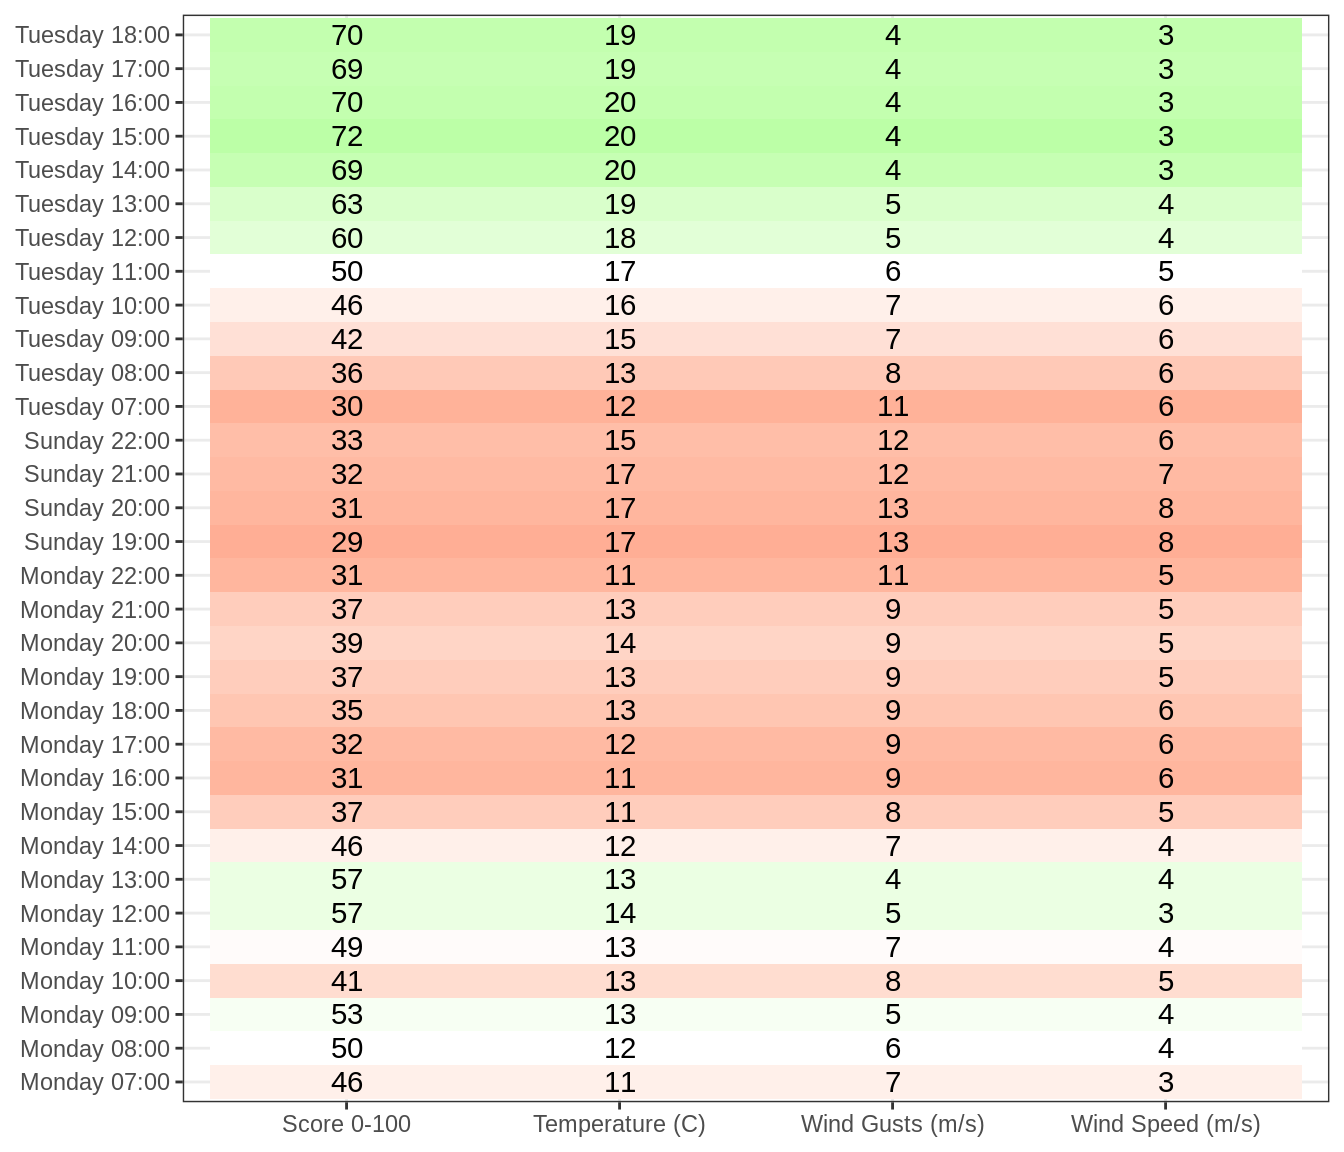 Tuesday 18:00 70 19 4 3
Tuesday 17:00 69 19 4 3
Tuesday 16:00 70 20 4 3
Tuesday 15:00 72 20 4 3
Tuesday 14:00 69 20 4 3
Tuesday 13:00 63 19 5 4
Tuesday 12:00 60 18 5 4
Tuesday 11:00 50 17 6 5
Tuesday 10:00 46 16 7 6
Tuesday 09:00 42 15 7 6
Tuesday 08:00 36 13 8 6
Tuesday 07:00 30 12 11 6
Sunday 22:00 33 15 12 6
Sunday 21:00 32 17 12 7
Sunday 20:00 31 17 13 8
Sunday 19:00 29 17 13 8
Monday 22:00 31 11 11 5
Monday 21:00 37 13 9 5
Monday 20:00 39 14 9 5
Monday 19:00 37 13 9 5
Monday 18:00 35 13 9 6
Monday 17:00 32 12 9 6
Monday 16:00 31 11 9 6
Monday 15:00 37 11 8 5
Monday 14:00 46 12 7 4
Monday 13:00 57 13 4 4
Monday 12:00 57 14 5 3
Monday 11:00 49 13 7 4
Monday 10:00 41 13 8 5
Monday 09:00 53 13 5 4
Monday 08:00 50 12 6 4
Monday 07:00 46 11 7 3
Score 0-100 Temperature (C) Wind Gusts (m/s) Wind Speed (m/s)